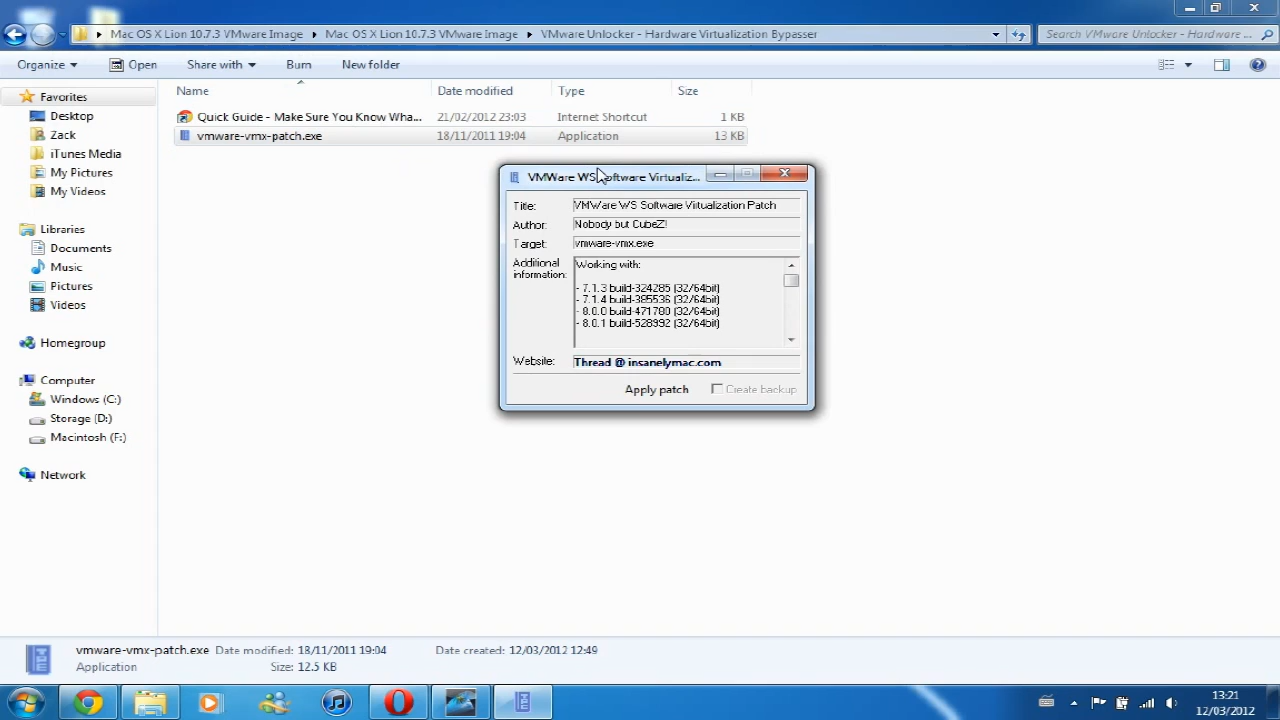 Mac OS X Lion 10.7.3 VMware Image
Mac OS X Lion 10.7.3 VMware Image
VMware Unlocker - Hardware Virtualization Bypasser
Search VMware Unlocker - Hardware ...
Organize
Open
Share with
Burn
New folder
Name
Date modified
Type
Size
Favorites
Desktop
Zack
iTunes Media
My Pictures
My Videos
Libraries
Documents
Music
Pictures
Videos
Homegroup
Computer
Windows (C:)
Storage (D:)
Macintosh (F:)
Network
Quick Guide - Make Sure You Know Wha... 21/02/2012 23:03 Internet Shortcut 1 KB
vmware-vmx-patch.exe 18/11/2011 19:04 Application 13 KB
VMWare WS Software Virtualiz...
Title: VMWare WS Software Virtualization Patch
Author: Nobody but CubeZ!
Target: vmware-vmx.exe
Additional information:
Working with:
- 7.1.3 build-324285 (32/64bit)
- 7.1.4 build-385536 (32/64bit)
- 8.0.0 build-471780 (32/64bit)
- 8.0.1 build-528992 (32/64bit)
Website: Thread @ insanelymac.com
Apply patch
Create backup
vmware-vmx-patch.exe Date modified: 18/11/2011 19:04 Date created: 12/03/2012 12:49
Application Size: 12.5 KB
13:21
12/03/2012